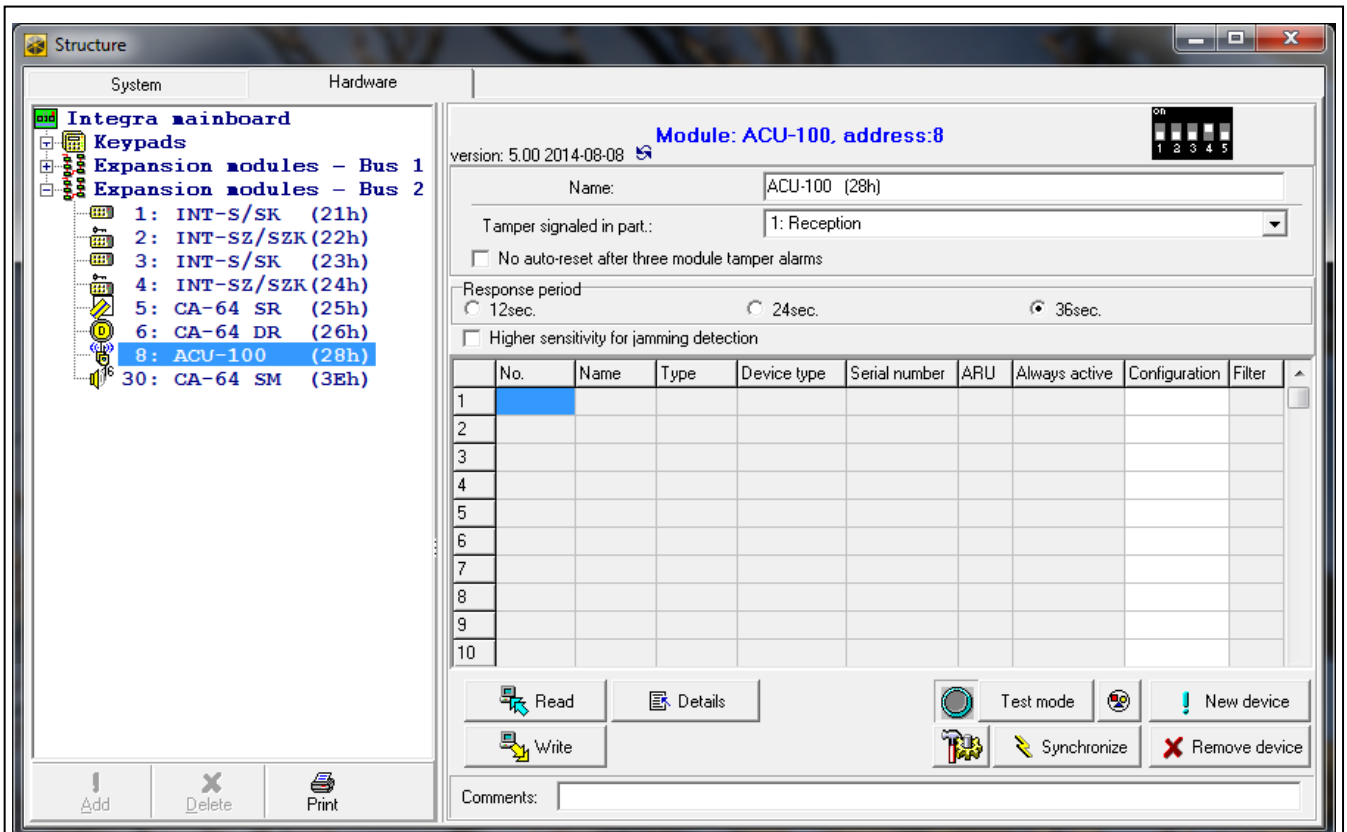 Structure
System Hardware
Integra mainboard
Keypads
Expansion modules - Bus 1
Expansion modules - Bus 2
1: INT-S/SK (21h)
2: INT-SZ/SZK(22h)
3: INT-S/SK (23h)
4: INT-SZ/SZK(24h)
5: CA-64 SR (25h)
6: CA-64 DR (26h)
8: ACU-100 (28h)
30: CA-64 SM (3Eh)
Add Delete Print
Module: ACU-100, address:8
on
1 2 3 4 5
version: 5.00 2014-08-08
Name: ACU-100 (28h)
Tamper signaled in part.: 1: Reception
No auto-reset after three module tamper alarms
Response period
12sec. 24sec. 36sec.
Higher sensitivity for jamming detection
No. Name Type Device type Serial number ARU Always active Configuration Filter
1
2
3
4
5
6
7
8
9
10
Read Details Test mode New device
Write Synchronize Remove device
Comments: